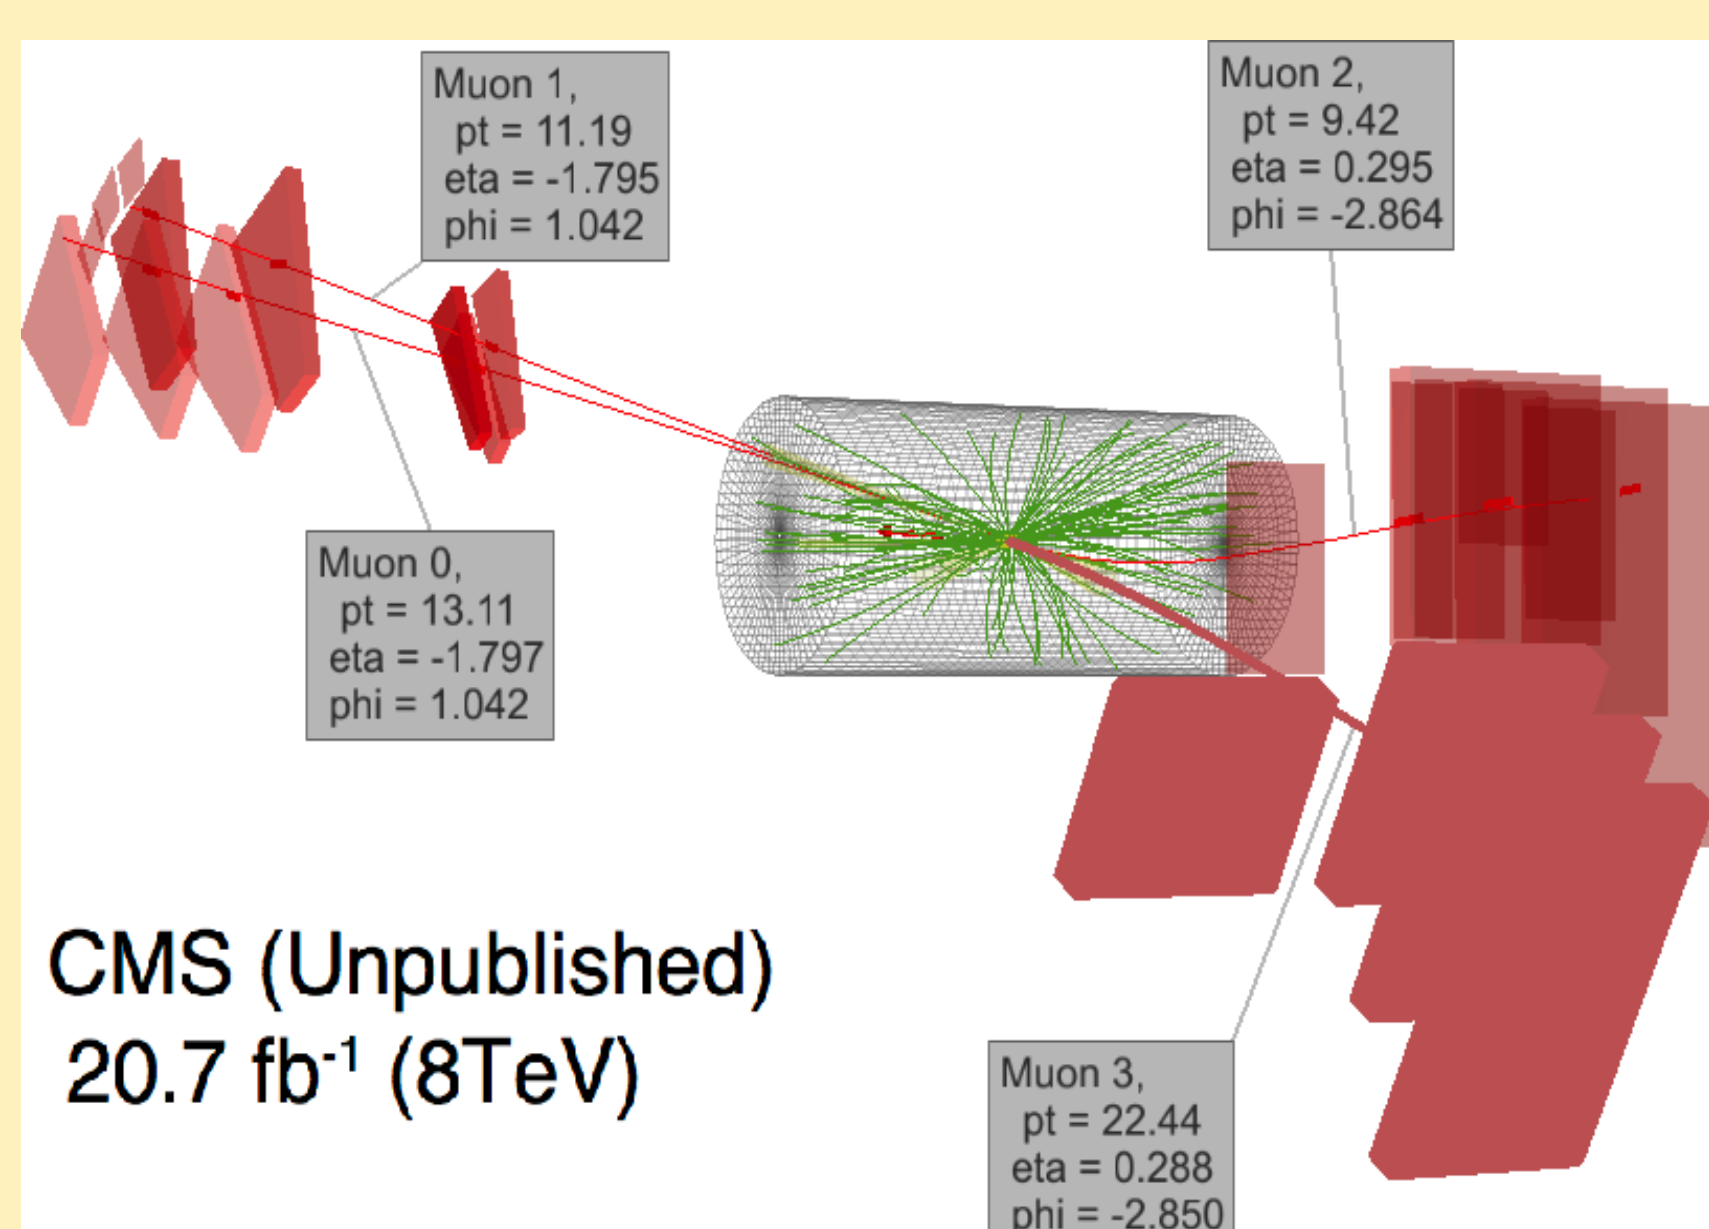 Muon 1,
pt = 11.19
eta = -1.795
phi = 1.042
Muon 2,
pt = 9.42
eta = 0.295
phi = -2.864
Muon 0,
pt = 13.11
eta = -1.797
phi = 1.042
CMS (Unpublished)
20.7 fb-1 (8TeV)
Muon 3,
pt = 22.44
eta = 0.288
phi = -2.850